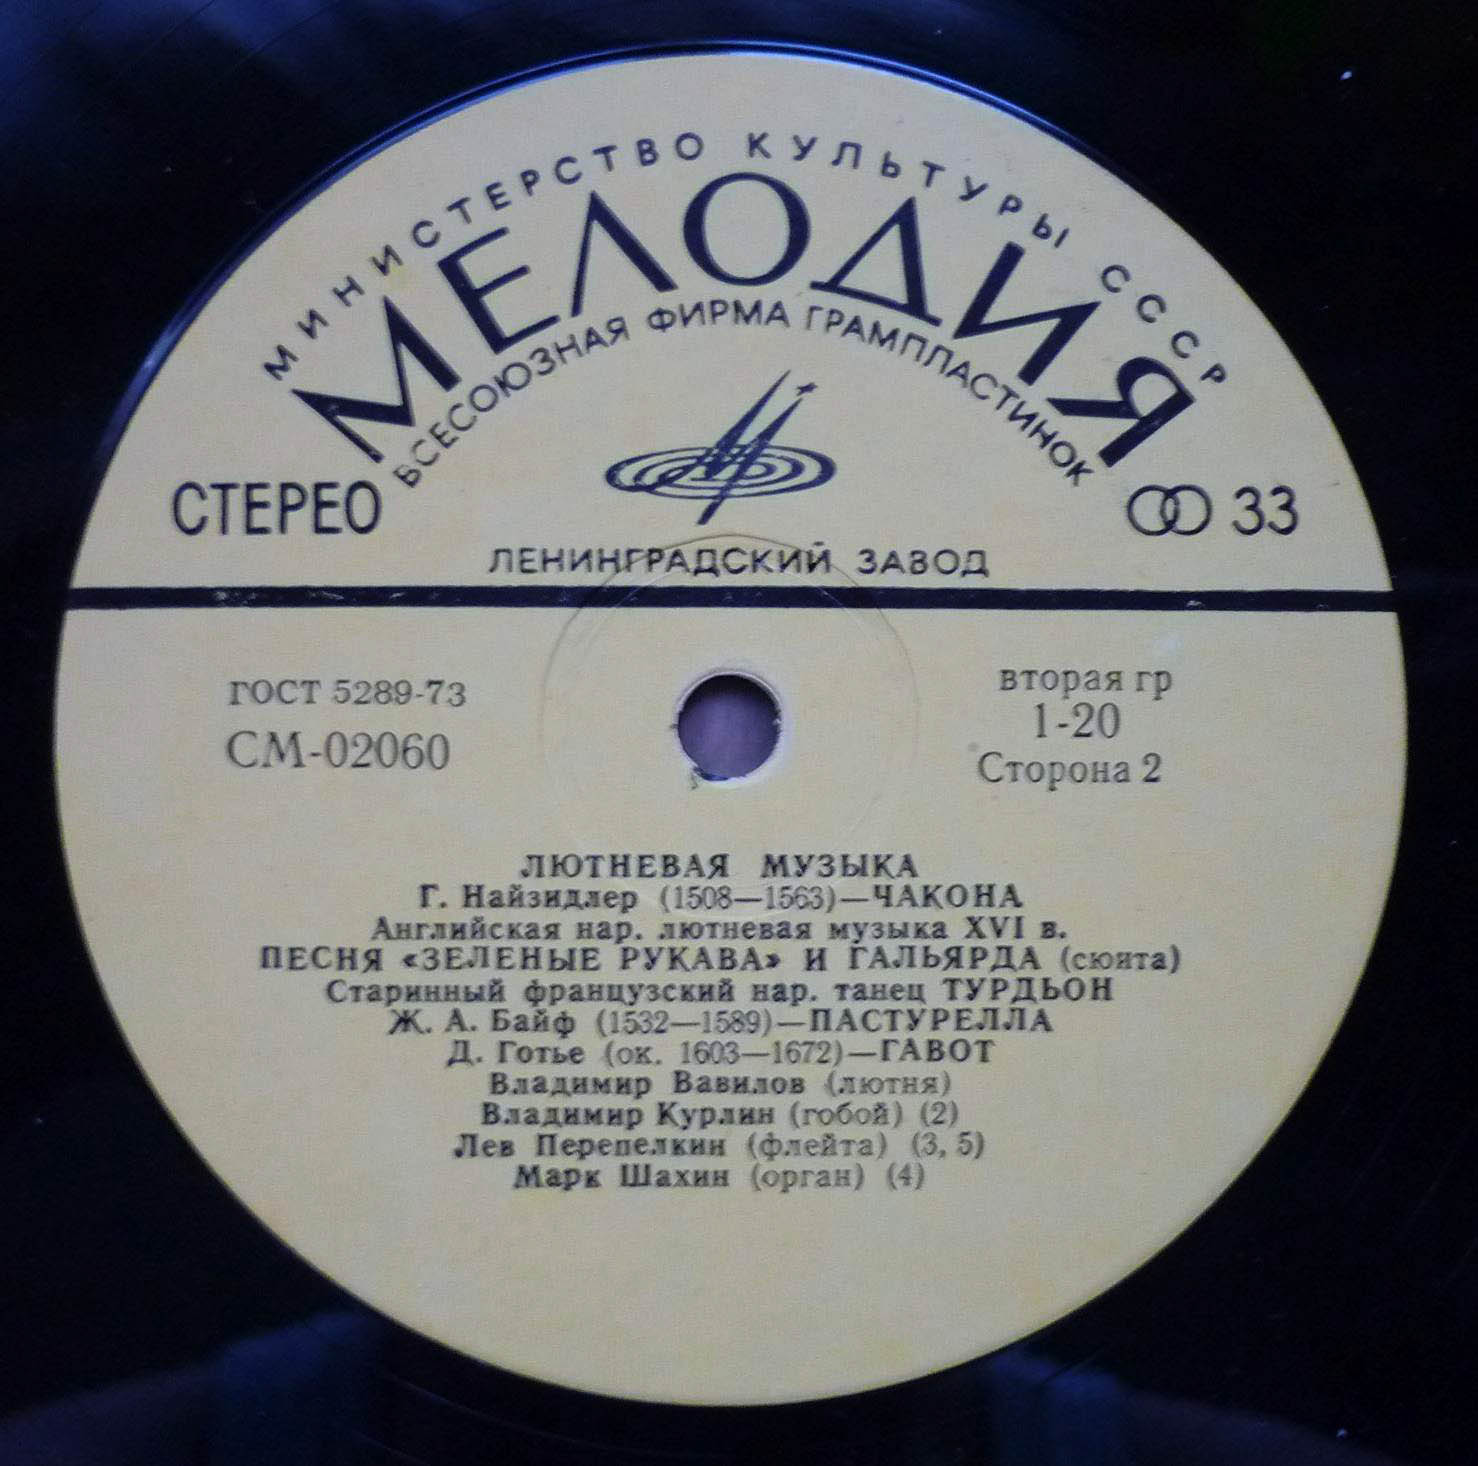 МИНИСТЕРСТВО КУЛЬТУРЫ СССР
МЕЛОДИЯ
ВСЕСОЮЗНАЯ ФИРМА ГРАМПЛАСТИНОК
СТЕРЕО
33
ЛЕНИНГРАДСКИЙ ЗАВОД
ГОСТ 5289-73
СМ-02060
вторая гр
1-20
Сторона 2
ЛЮТНЕВАЯ МУЗЫКА
Г. Найзидлер (1508—1563)—ЧАКОНА
Английская нар. лютневая музыка XVI в.
ПЕСНЯ «ЗЕЛЕНЫЕ РУКАВА» И ГАЛЬЯРДА (сюита)
Старинный французский нар. танец ТУРДЬОН
Ж. А. Байф (1532—1589)—ПАСТУРЕЛЛА
Д. Готье (ок. 1603—1672)—ГАВОТ
Владимир Вавилов (лютня)
Владимир Курлин (гобой) (2)
Лев Перепелкин (флейта) (3, 5)
Марк Шахин (орган) (4)